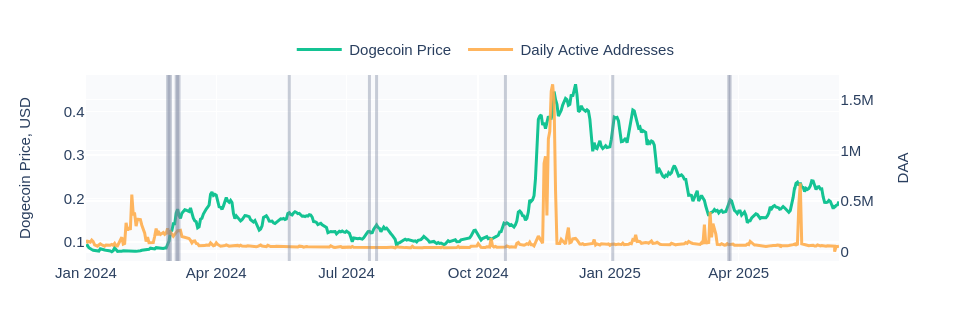 Dogecoin Price
Daily Active Addresses
Dogecoin Price, USD
0.4
0.3
0.2
0.1
1.5M
1M
0.5M
0
DAA
Jan 2024
Apr 2024
Jul 2024
Oct 2024
Jan 2025
Apr 2025